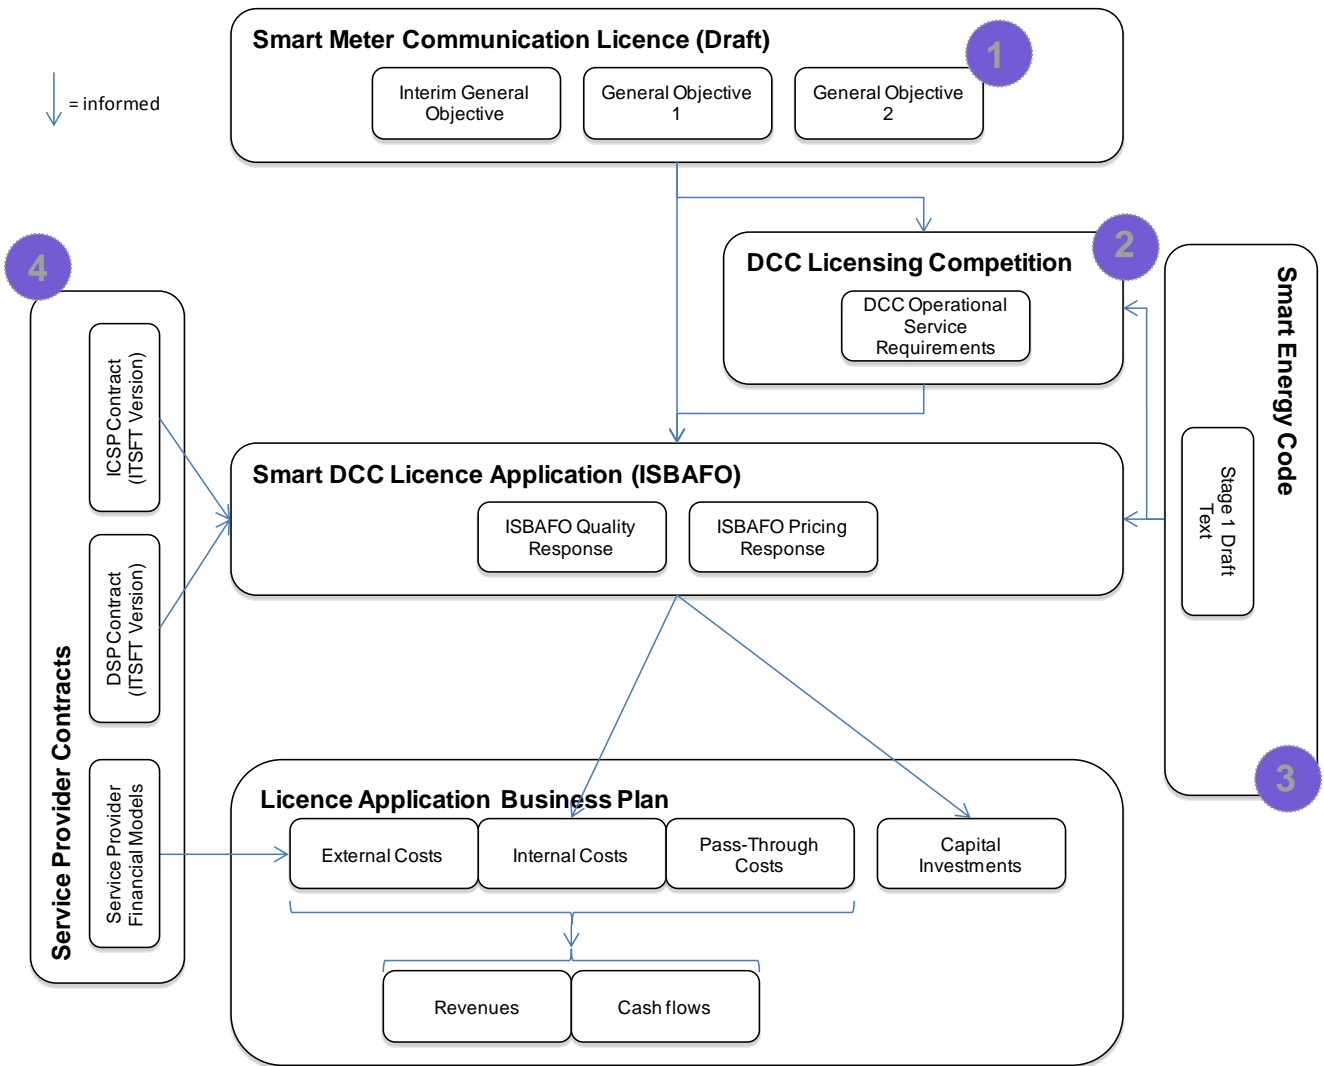 Smart Meter Communication Licence (Draft)
1
Interim General
Objective
General Objective
1
General Objective
2
= informed
2
DCC Licensing Competition
DCC Operational
Service
Requirements
3
Smart Energy Code
Stage 1 Draft
Text
4
Service Provider Contracts
ICSP Contract
(ITSFT Version)
DSP Contract
(ITSFT Version)
Service Provider
Financial Models
Smart DCC Licence Application (ISBAFO)
ISBAFO Quality
Response
ISBAFO Pricing
Response
Licence Application Business Plan
External Costs
Internal Costs
Pass-Through
Costs
Capital
Investments
Revenues
Cash flows